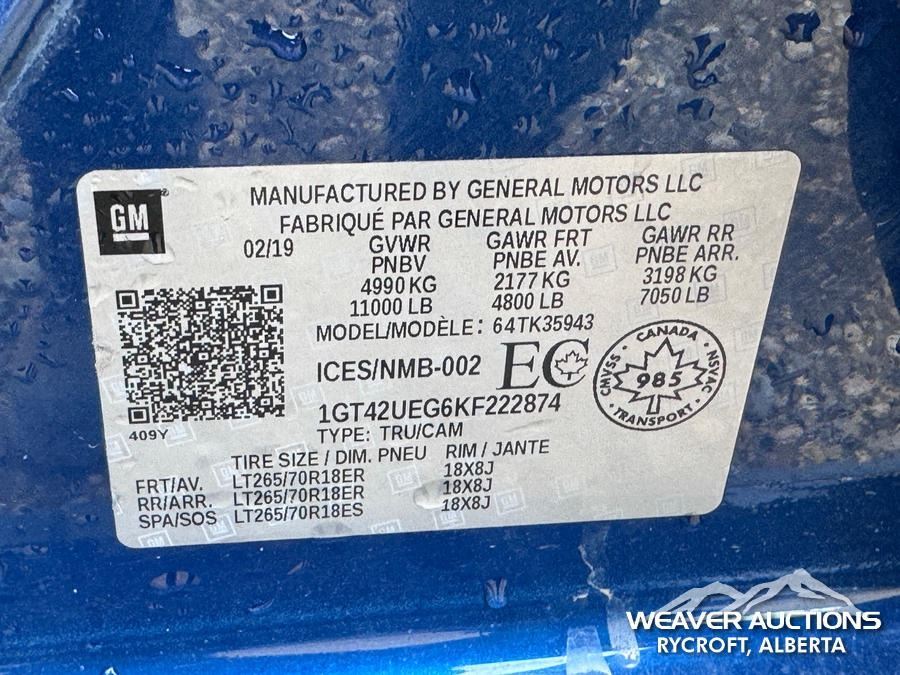 GM
MANUFACTURED BY GENERAL MOTORS LLC
FABRIQUÉ PAR GENERAL MOTORS LLC
02/19 GVWR GAWR FRT GAWR RR
PNBV PNBE AV. PNBE ARR.
4990 KG 2177 KG 3198 KG
11000 LB 4800 LB 7050 LB
MODEL/MODÈLE: 64TK35943
ICES/NMB-002 EC
CANADA
CMVSS 985 NSVAC
TRANSPORT
1GT42UEG6KF222874
409Y TYPE: TRU/CAM
TIRE SIZE / DIM. PNEU RIM / JANTE
FRT/AV. LT265/70R18ER 18X8J
RR/ARR. LT265/70R18ER 18X8J
SPA/SOS LT265/70R18ES 18X8J
WEAVER AUCTIONS
RYCROFT, ALBERTA